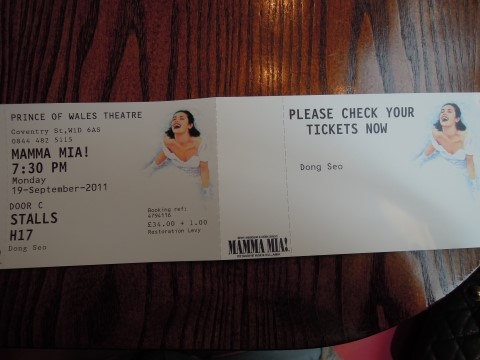 PRINCE OF WALES THEATRE
Coventry St,W1D 6AS
0844 482 5115
MAMMA MIA!
7:30 PM
Monday
19-September-2011
DOOR C
STALLS
H17
Dong Seo
Booking ref:
4794116
£34.00 + 1.00
Restoration Levy
MAMMA MIA!
PLEASE CHECK YOUR
TICKETS NOW
Dong Seo